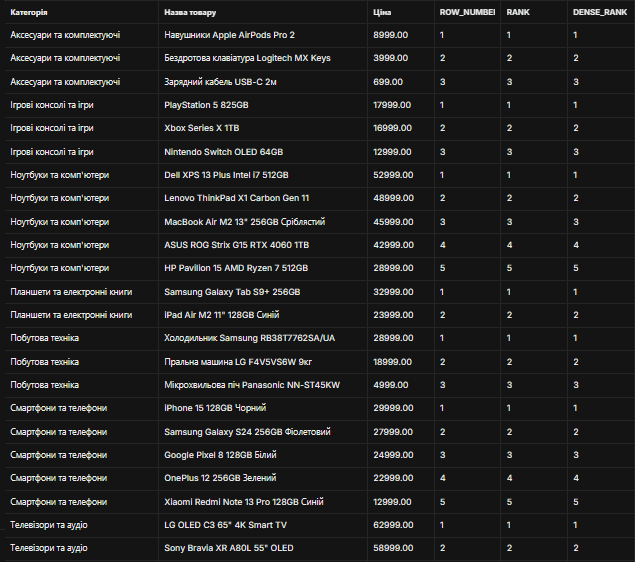 Категорія Назва товару Ціна ROW_NUMBER RANK DENSE_RANK
Аксесуари та комплектуючі Навушники Apple AirPods Pro 2 8999.00 1 1 1
Аксесуари та комплектуючі Бездротова клавіатура Logitech MX Keys 3999.00 2 2 2
Аксесуари та комплектуючі Зарядний кабель USB-C 2м 699.00 3 3 3
Ігрові консолі та ігри PlayStation 5 825GB 17999.00 1 1 1
Ігрові консолі та ігри Xbox Series X 1TB 16999.00 2 2 2
Ігрові консолі та ігри Nintendo Switch OLED 64GB 12999.00 3 3 3
Ноутбуки та комп'ютери Dell XPS 13 Plus Intel i7 512GB 52999.00 1 1 1
Ноутбуки та комп'ютери Lenovo ThinkPad X1 Carbon Gen 11 48999.00 2 2 2
Ноутбуки та комп'ютери MacBook Air M2 13" 256GB Сріблястий 45999.00 3 3 3
Ноутбуки та комп'ютери ASUS ROG Strix G15 RTX 4060 1TB 42999.00 4 4 4
Ноутбуки та комп'ютери HP Pavilion 15 AMD Ryzen 7 512GB 28999.00 5 5 5
Планшети та електронні книги Samsung Galaxy Tab S9+ 256GB 32999.00 1 1 1
Планшети та електронні книги iPad Air M2 11" 128GB Синій 23999.00 2 2 2
Побутова техніка Холодильник Samsung RB38T7762SA/UA 28999.00 1 1 1
Побутова техніка Пральна машина LG F4V5VS6W 9кг 18999.00 2 2 2
Побутова техніка Мікрохвильова піч Panasonic NN-ST45KW 4999.00 3 3 3
Смартфони та телефони iPhone 15 128GB Чорний 29999.00 1 1 1
Смартфони та телефони Samsung Galaxy S24 256GB Фіолетовий 27999.00 2 2 2
Смартфони та телефони Google Pixel 8 128GB Білий 24999.00 3 3 3
Смартфони та телефони OnePlus 12 256GB Зелений 22999.00 4 4 4
Смартфони та телефони Xiaomi Redmi Note 13 Pro 128GB Синій 12999.00 5 5 5
Телевізори та аудіо LG OLED C3 65" 4K Smart TV 62999.00 1 1 1
Телевізори та аудіо Sony Bravia XR A80L 55" OLED 58999.00 2 2 2